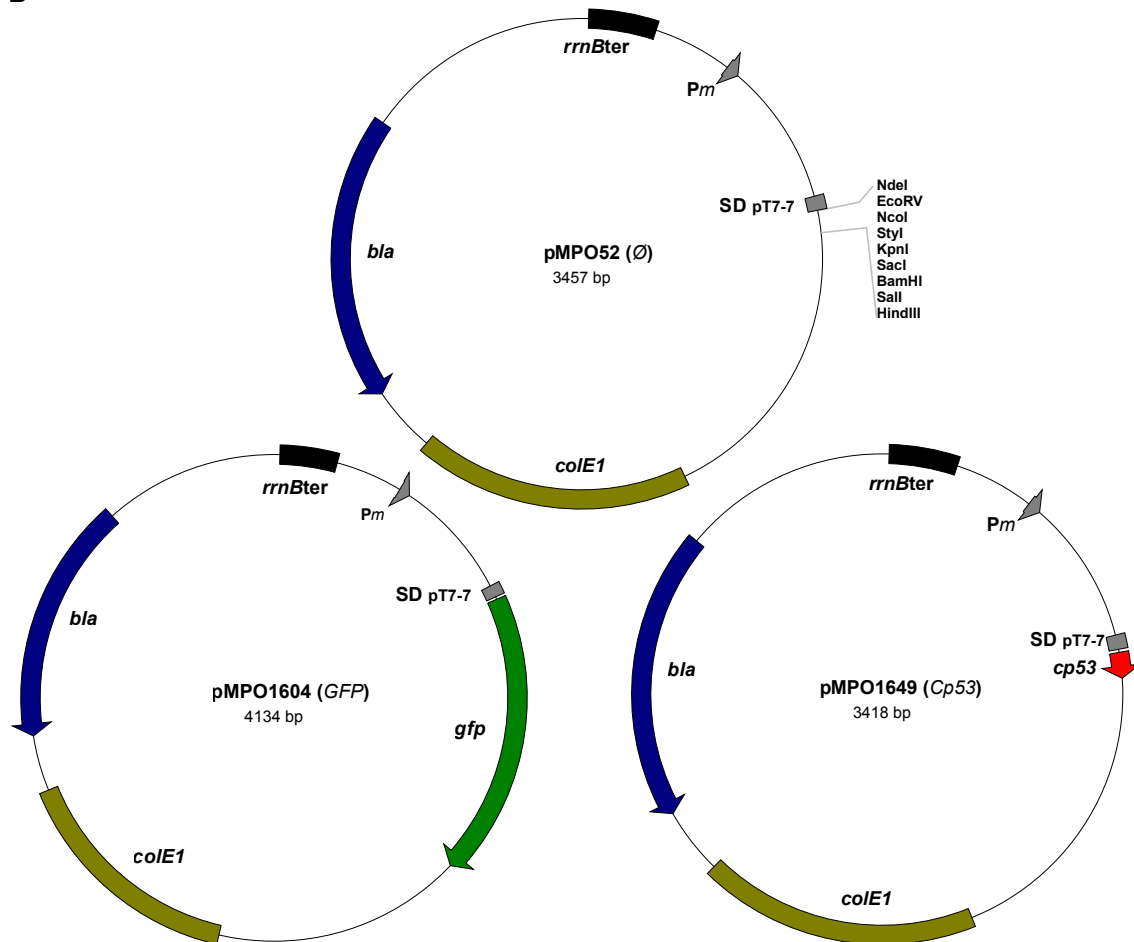 rrnBter
Pm
NdeI
EcoRV
NcoI
StyI
KpnI
SacI
BamHI
SalI
HindIII
SD pT7-7
bla
pMPO52 (Ø)
3457 bp
colE1
rrnBter
Pm
SD pT7-7
bla
pMPO1604 (GFP)
4134 bp
gfp
colE1
rrnBter
Pm
SD pT7-7
cp53
bla
pMPO1649 (Cp53)
3418 bp
colE1